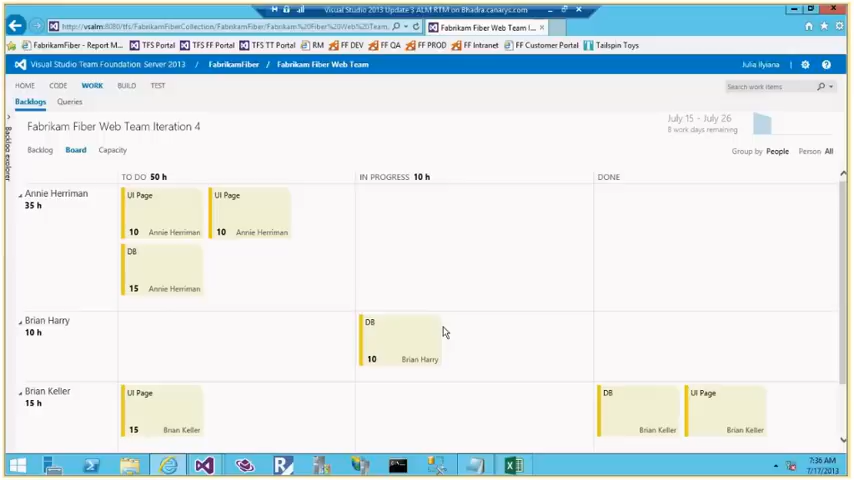 Visual Studio 2013 Update 3 ALM RTM on Bhadra.canarys.com
http://vsalm:8080/tfs/FabrikamFiberCollection/Fabrikam%20Fiber%20Web%20Team.
Fabrikam Fiber Web Team I...
FabrikamFiber - Report M... TFS Portal TFS FF Portal TFS TT Portal RM FF DEV FF QA FF PROD FF Intranet FF Customer Portal Tailspin Toys
Visual Studio Team Foundation Server 2013 / FabrikamFiber / Fabrikam Fiber Web Team Julia Ilyiana
HOME CODE WORK BUILD TEST
Search work items
Backlogs Queries
Backlog explorer
Fabrikam Fiber Web Team Iteration 4
July 15 - July 26
8 work days remaining
Backlog Board Capacity
Group by People Person All
TO DO 50 h IN PROGRESS 10 h DONE
Annie Herriman
35 h
UI Page UI Page
10 Annie Herriman 10 Annie Herriman
DB
15 Annie Herriman
Brian Harry
10 h
DB
10 Brian Harry
Brian Keller
15 h
UI Page DB UI Page
15 Brian Keller Brian Keller Brian Keller
7:36 AM
7/17/2013